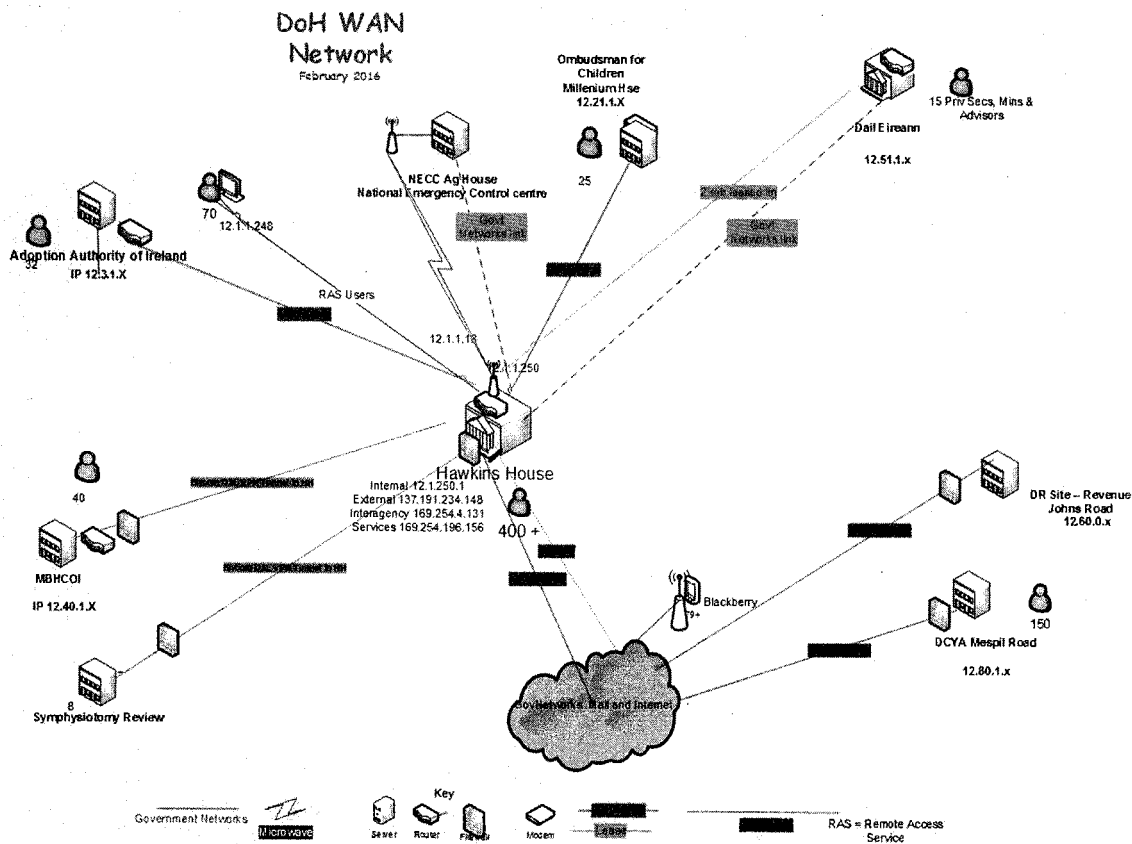 DoH WAN
Network
February 2016
Ombudsman for
Children
Millenium Hse
12.21.1.X
25
15 Priv Secs, Mins &
Advisors
Dail Eireann
12.51.1.x
NECC Ag House
National Emergency Control centre
Govt
Networks link
Govt
Networks link
70
12.1.1.248
Adoption Authority of Ireland
32
IP 12.3.1.X
RAS Users
12.1.1.250
Hawkins House
Internal 12.1.250.1
External 137.191.234.148
Interagency 169.254.4.131
Services 169.254.196.156
400 +
40
MBHCOI
IP 12.40.1.X
8
Symphysiotomy Review
DR Site – Revenue
Johns Road
12.60.0.x
Blackberry
150
DCYA Mespil Road
12.80.1.x
GovNetworks, Mail and Internet
Key
Government Networks
Microwave
Server
Router
Firewall
Modem
RAS = Remote Access
Service